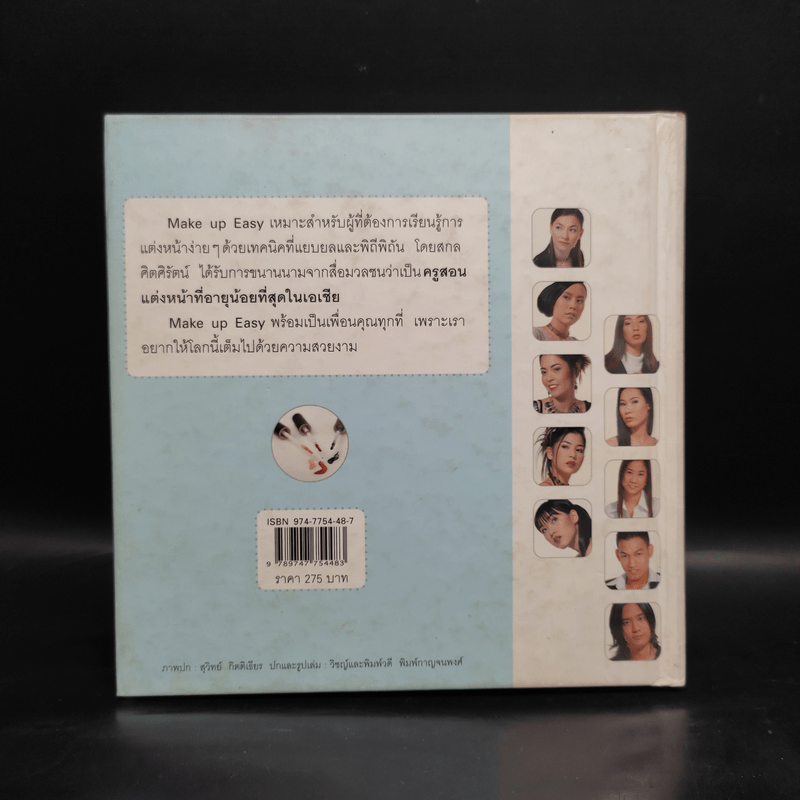 Make up Easy เหมาะสำหรับผู้ที่ต้องการเรียนรู้การ
แต่งหน้าง่ายๆด้วยเทคนิคที่แยบยลและพิถีพิถัน โดยสกล
ศิตศิรัตน์ ได้รับการขนานนามจากสื่อมวลชนว่าเป็น ครูสอน
แต่งหน้าที่อายุน้อยที่สุดในเอเชีย
Make up Easy พร้อมเป็นเพื่อนคุณทุกที่ เพราะเรา
อยากให้โลกนี้เต็มไปด้วยความสวยงาม
ISBN 974-7754-48-7
9 789747 754483
ราคา 275 บาท
ภาพปก : สุวิทย์ กิตติเธียร ปกและรูปเล่ม : วิชญ์และพิมพ์วดี พิมพ์กาญจนพงศ์